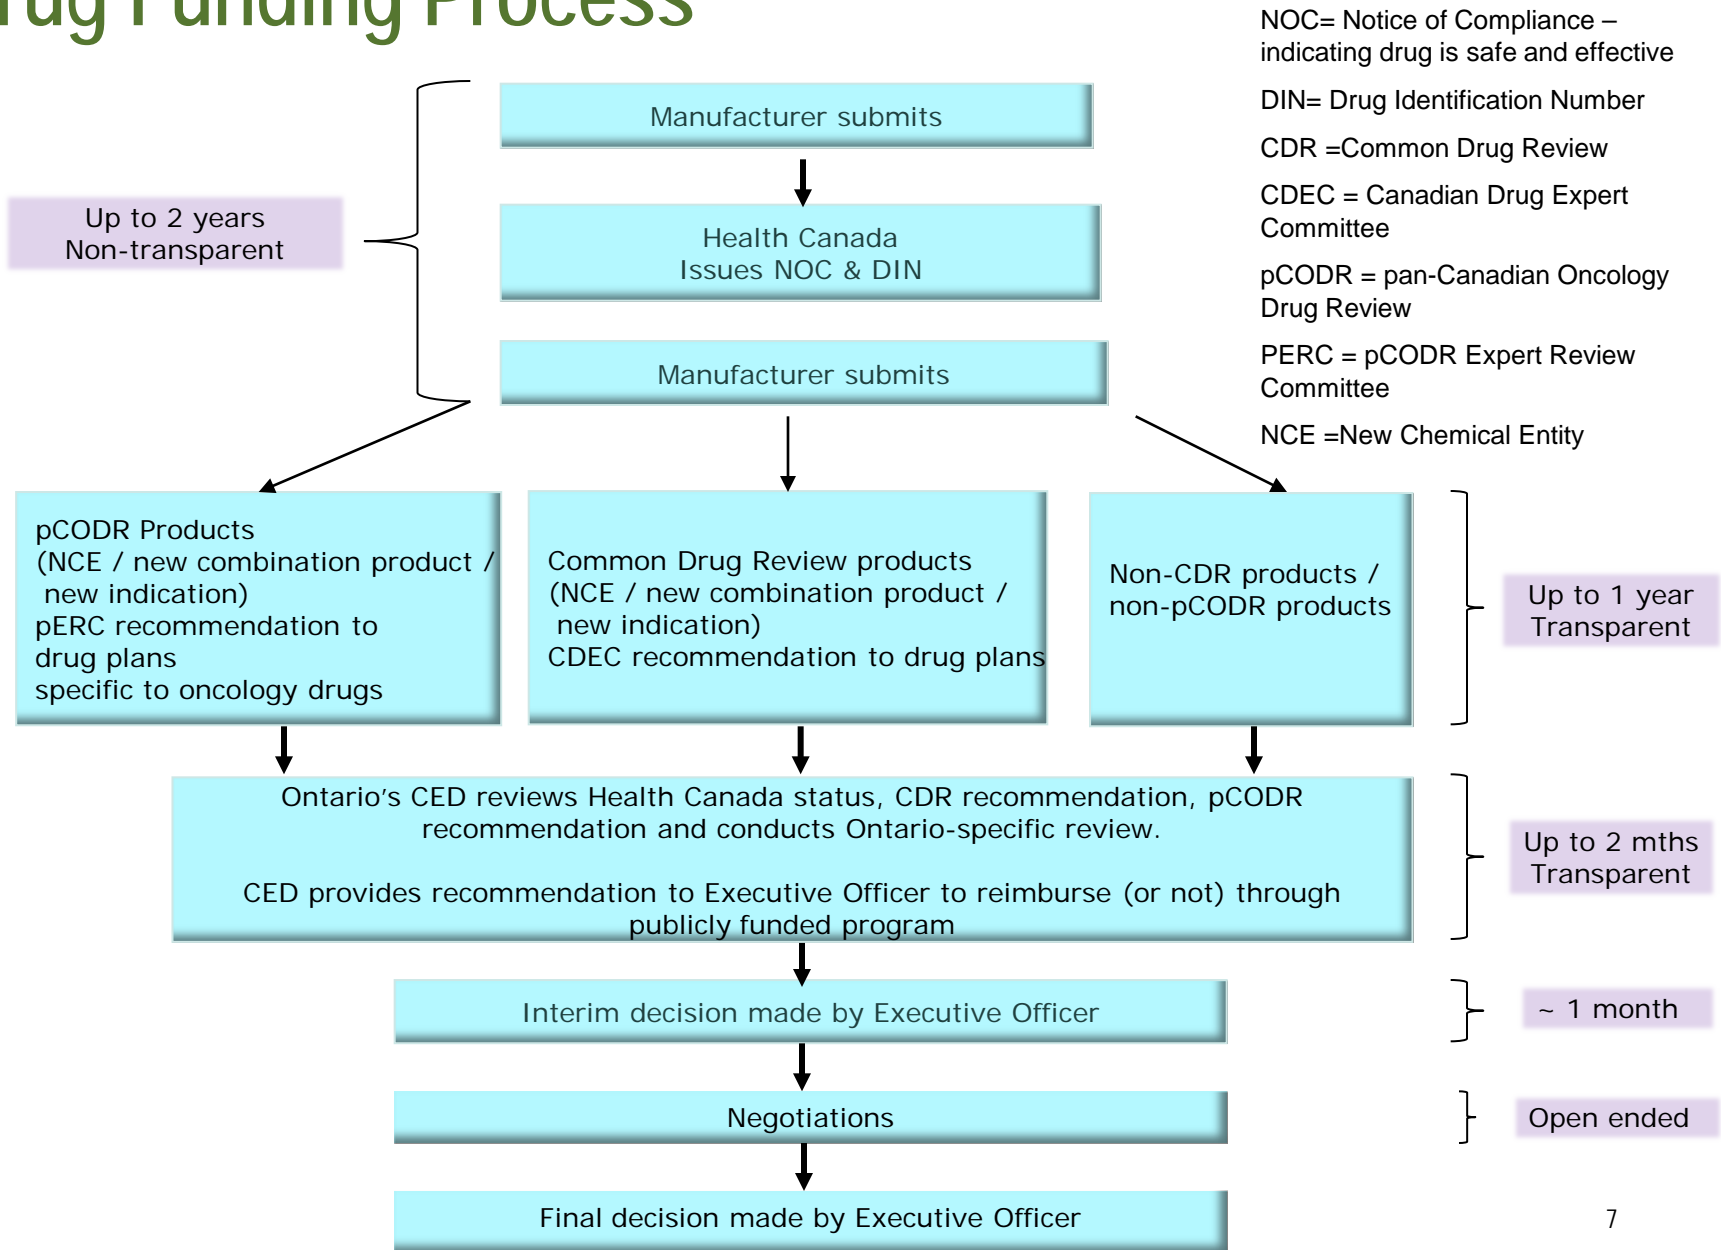 rug Funding Process
NOC= Notice of Compliance –
indicating drug is safe and effective
DIN= Drug Identification Number
CDR =Common Drug Review
CDEC = Canadian Drug Expert
Committee
pCODR = pan-Canadian Oncology
Drug Review
PERC = pCODR Expert Review
Committee
NCE =New Chemical Entity
Manufacturer submits
Up to 2 years
Non-transparent
Health Canada
Issues NOC & DIN
Manufacturer submits
pCODR Products
(NCE / new combination product /
new indication)
pERC recommendation to
drug plans
specific to oncology drugs
Common Drug Review products
(NCE / new combination product /
new indication)
CDEC recommendation to drug plans
Non-CDR products /
non-pCODR products
Up to 1 year
Transparent
Ontario's CED reviews Health Canada status, CDR recommendation, pCODR
recommendation and conducts Ontario-specific review.
CED provides recommendation to Executive Officer to reimburse (or not) through
publicly funded program
Up to 2 mths
Transparent
Interim decision made by Executive Officer
~ 1 month
Negotiations
Open ended
Final decision made by Executive Officer
7